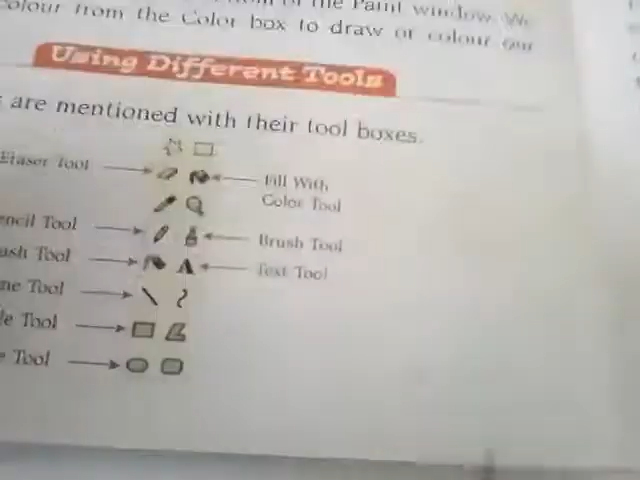 of the Paint window. We
colour from the Color box to draw or colour our
Using Different Tools
are mentioned with their tool boxes.
Eraser Tool
Fill With
Color Tool
encil Tool
Brush Tool
ush Tool
Text Tool
ne Tool
le Tool
e Tool